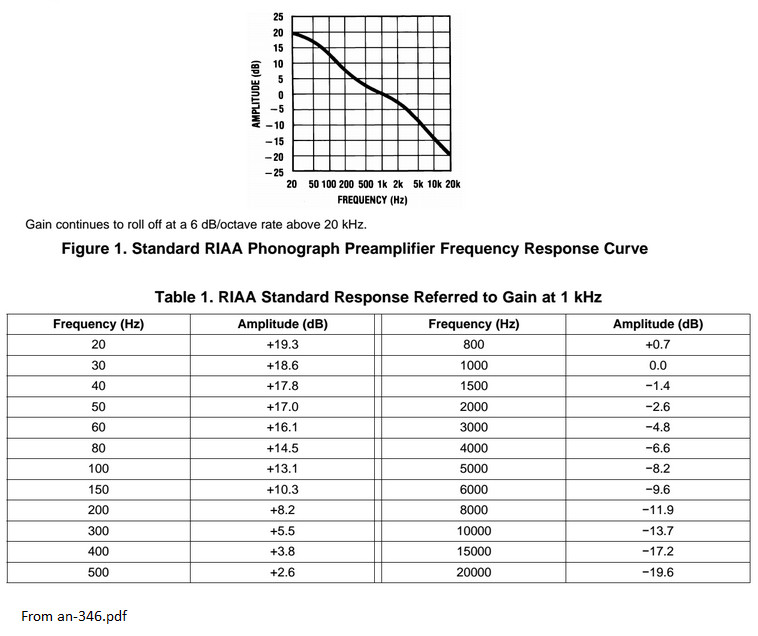 25
20
15
10
5
0
−5
−10
−15
−20
−25
AMPLITUDE (dB)
20 50 100 200 500 1k 2k 5k 10k 20k
FREQUENCY (Hz)
Gain continues to roll off at a 6 dB/octave rate above 20 kHz.
Figure 1. Standard RIAA Phonograph Preamplifier Frequency Response Curve
Table 1. RIAA Standard Response Referred to Gain at 1 kHz
Frequency (Hz) Amplitude (dB) Frequency (Hz) Amplitude (dB)
20 +19.3 800 +0.7
30 +18.6 1000 0.0
40 +17.8 1500 −1.4
50 +17.0 2000 −2.6
60 +16.1 3000 −4.8
80 +14.5 4000 −6.6
100 +13.1 5000 −8.2
150 +10.3 6000 −9.6
200 +8.2 8000 −11.9
300 +5.5 10000 −13.7
400 +3.8 15000 −17.2
500 +2.6 20000 −19.6
From an-346.pdf